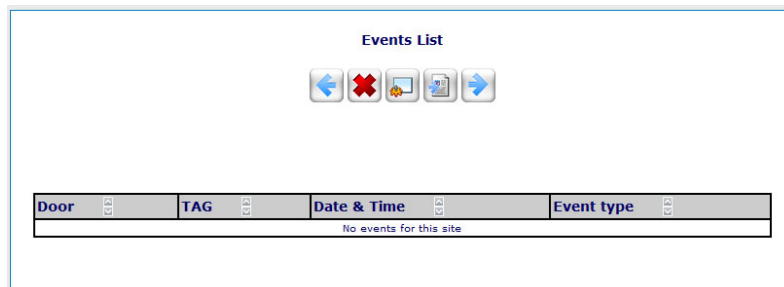 Events List
Door TAG Date & Time Event type
No events for this site